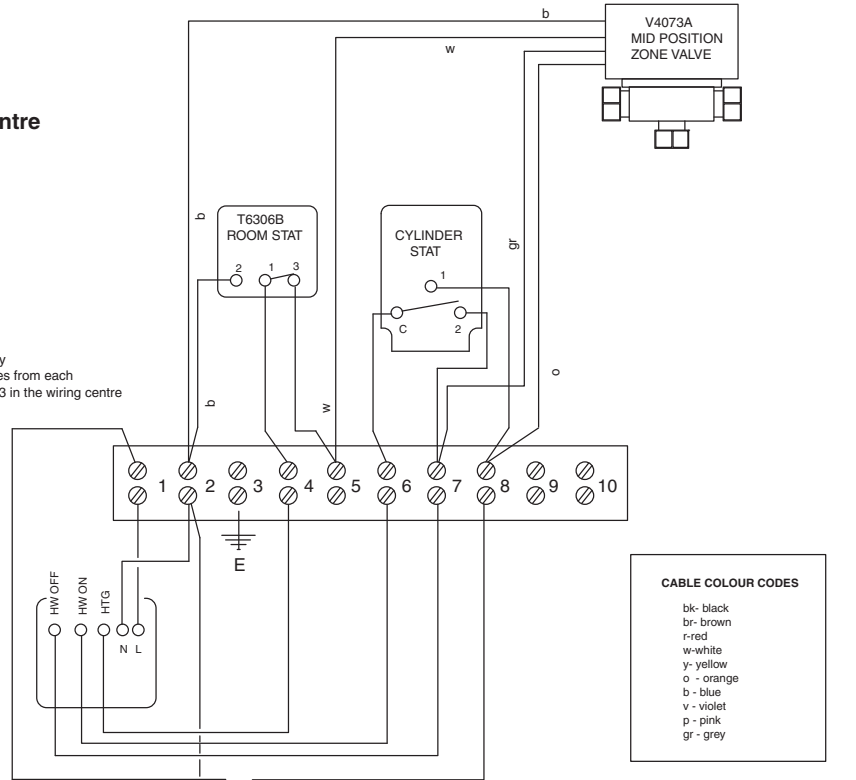 b
V4073A
MID POSITION
ZONE VALVE
w
ntre
b
T6306B
ROOM STAT
2 1 3
CYLINDER
STAT
1
C 2
gr
y
es from each
3 in the wiring centre
b
w
o
1 2 3 4 5 6 7 8 9 10
E
HW OFF
HW ON
HTG
N L
CABLE COLOUR CODES
bk- black
br- brown
r-red
w-white
y- yellow
o - orange
b - blue
v - violet
p - pink
gr - grey